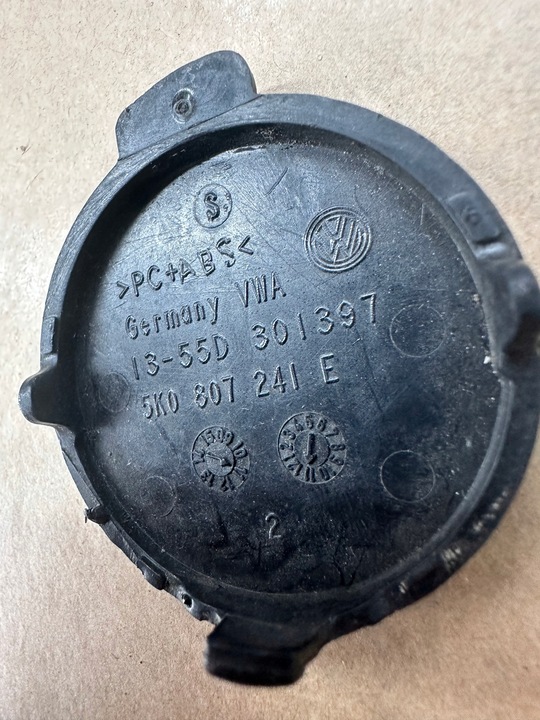 S
>PC+ABS<
Germany VWA
13-55D 301397
5K0 807 241 E
2